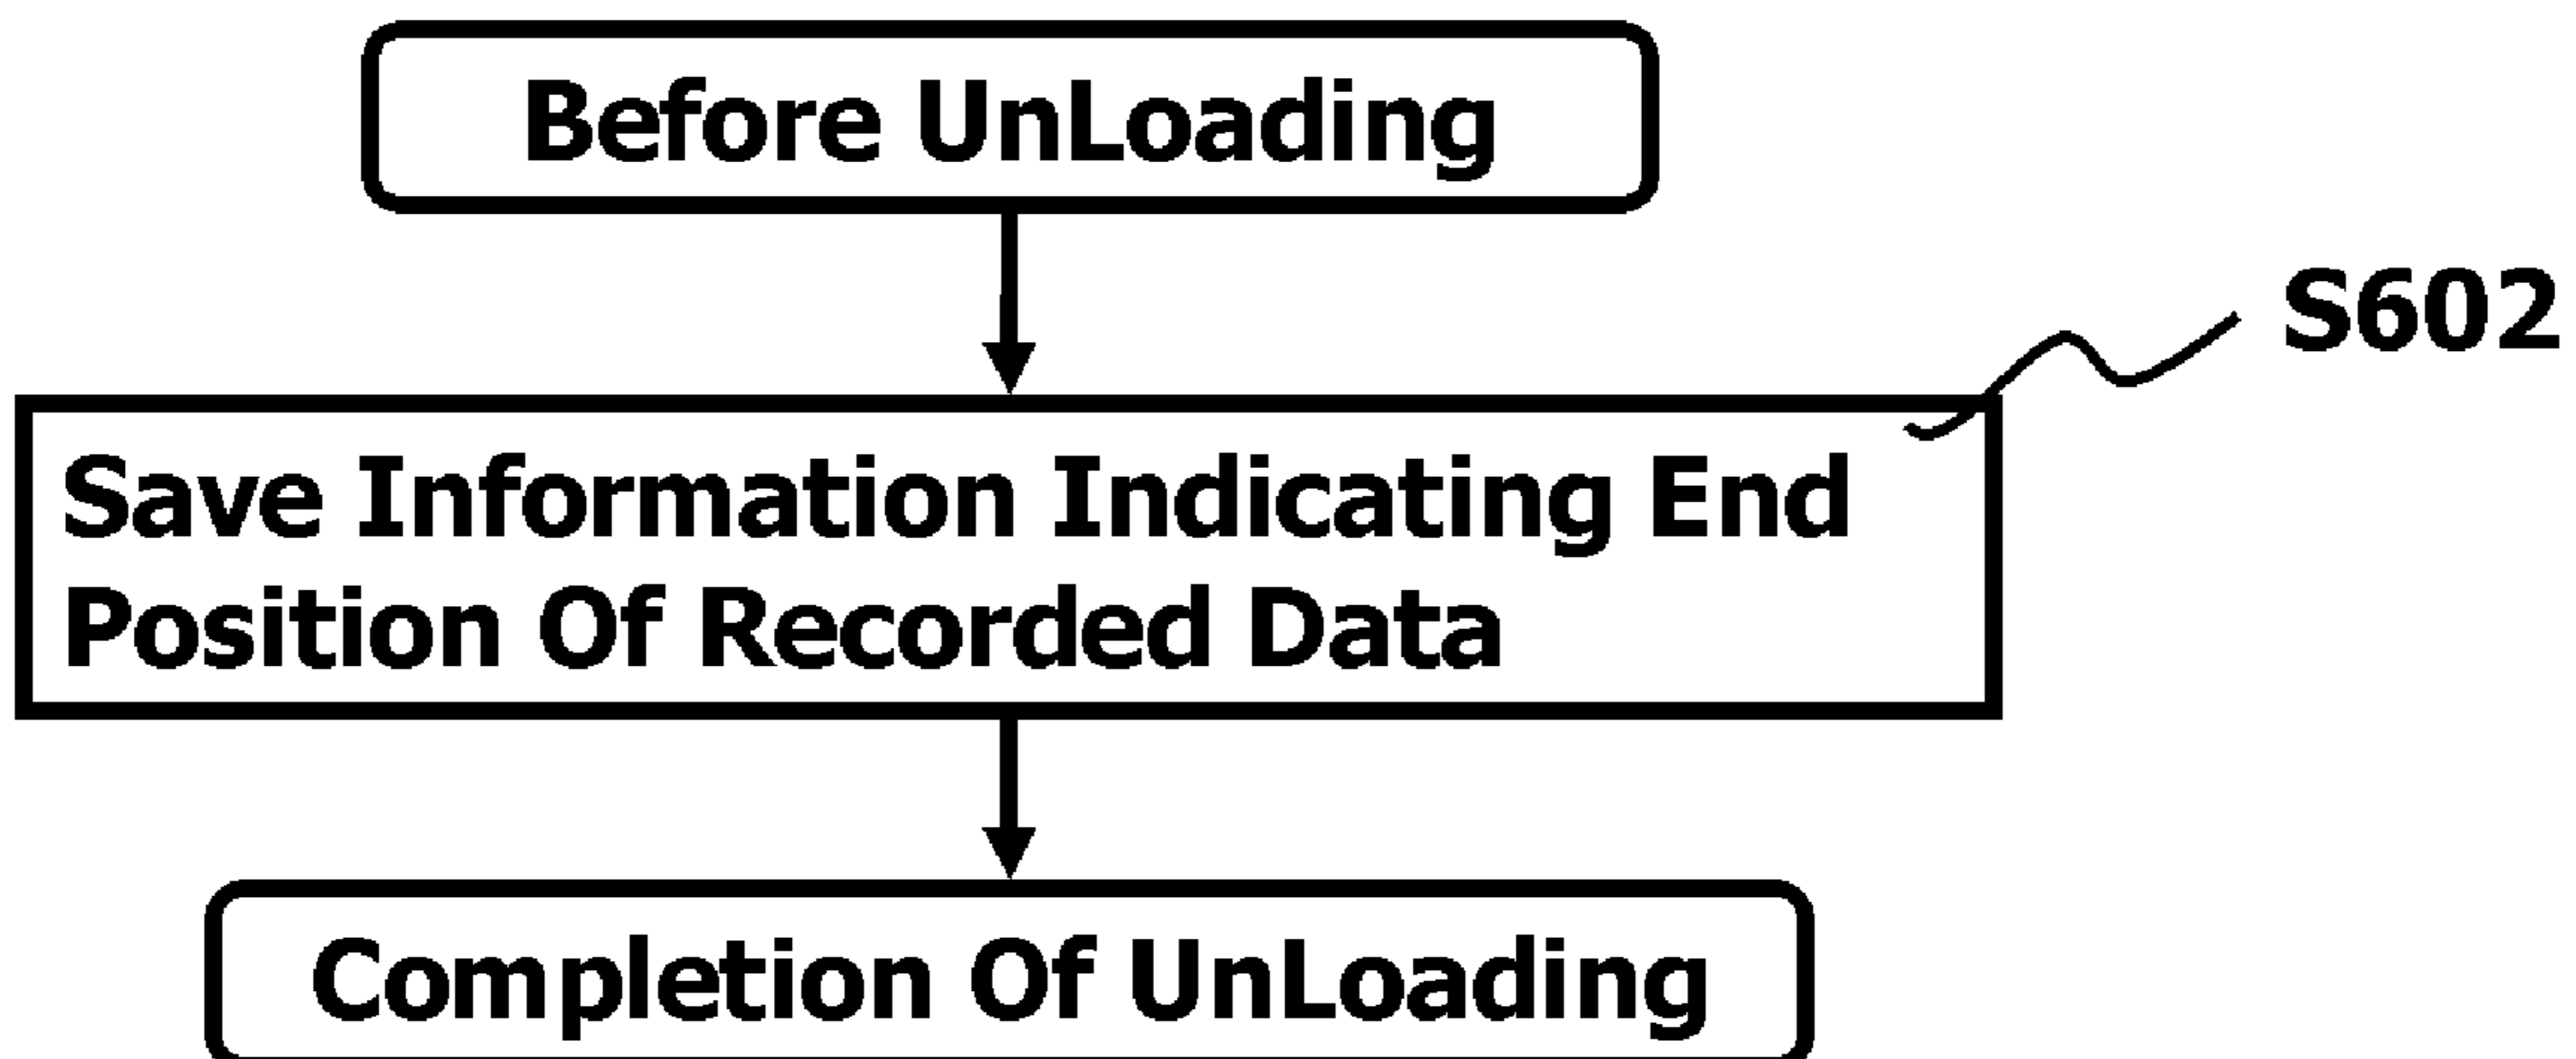 Before UnLoading
S602
Save Information Indicating End
Position Of Recorded Data
Completion Of UnLoading